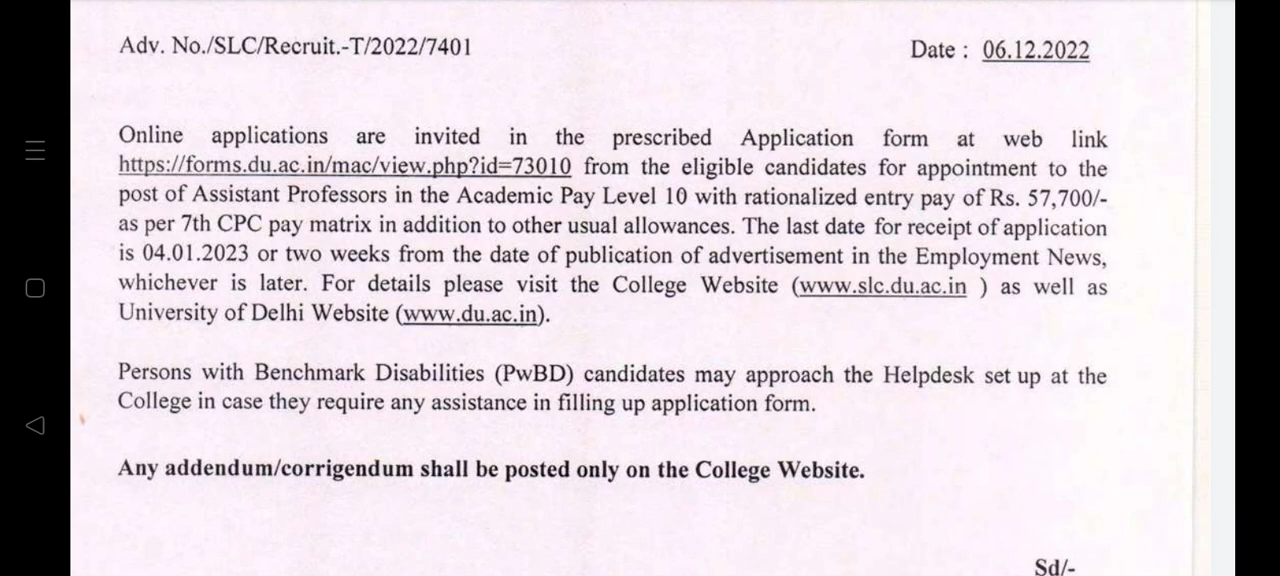 Adv. No./SLC/Recruit.-T/2022/7401 Date : 06.12.2022
Online applications are invited in the prescribed Application form at web link
https://forms.du.ac.in/mac/view.php?id=73010 from the eligible candidates for appointment to the
post of Assistant Professors in the Academic Pay Level 10 with rationalized entry pay of Rs. 57,700/-
as per 7th CPC pay matrix in addition to other usual allowances. The last date for receipt of application
is 04.01.2023 or two weeks from the date of publication of advertisement in the Employment News,
whichever is later. For details please visit the College Website (www.slc.du.ac.in ) as well as
University of Delhi Website (www.du.ac.in).
Persons with Benchmark Disabilities (PwBD) candidates may approach the Helpdesk set up at the
College in case they require any assistance in filling up application form.
Any addendum/corrigendum shall be posted only on the College Website.
Sd/-